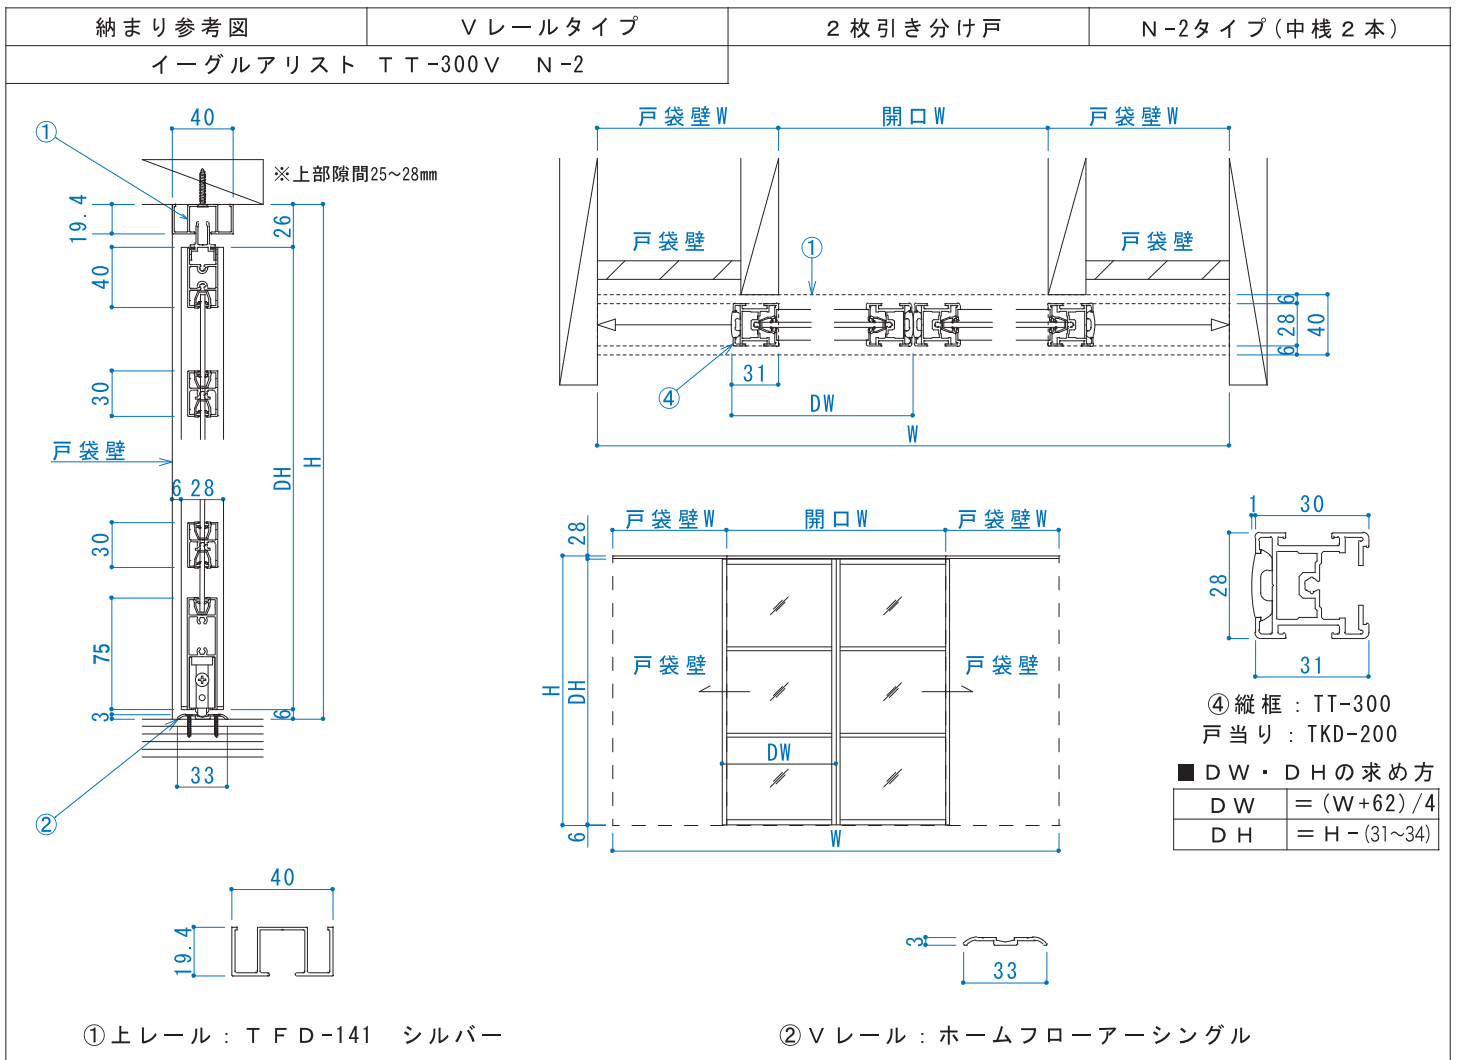 納まり参考図
Ｖレールタイプ
２枚引き分け戸
Ｎ-2タイプ(中桟２本)
イーグルアリスト ＴＴ-300Ｖ Ｎ-2
①
40
※上部隙間25～28mm
19.4
26
40
30
戸袋壁
DH
H
6 28
30
75
3
6
33
②
戸袋壁W
開口W
戸袋壁W
戸袋壁
①
戸袋壁
6
28
6
40
31
④
DW
W
戸袋壁W
開口W
戸袋壁W
28
H
DH
戸袋壁
戸袋壁
DW
6
W
1
30
28
31
④縦框：TT-300
戸当り：TKD-200
■ＤＷ・ＤＨの求め方
ＤＷ ＝(Ｗ+62)/4
ＤＨ ＝Ｈ-(31～34)
40
19.4
①上レール：ＴＦＤ-141 シルバー
3
33
②Ｖレール：ホームフローアーシングル